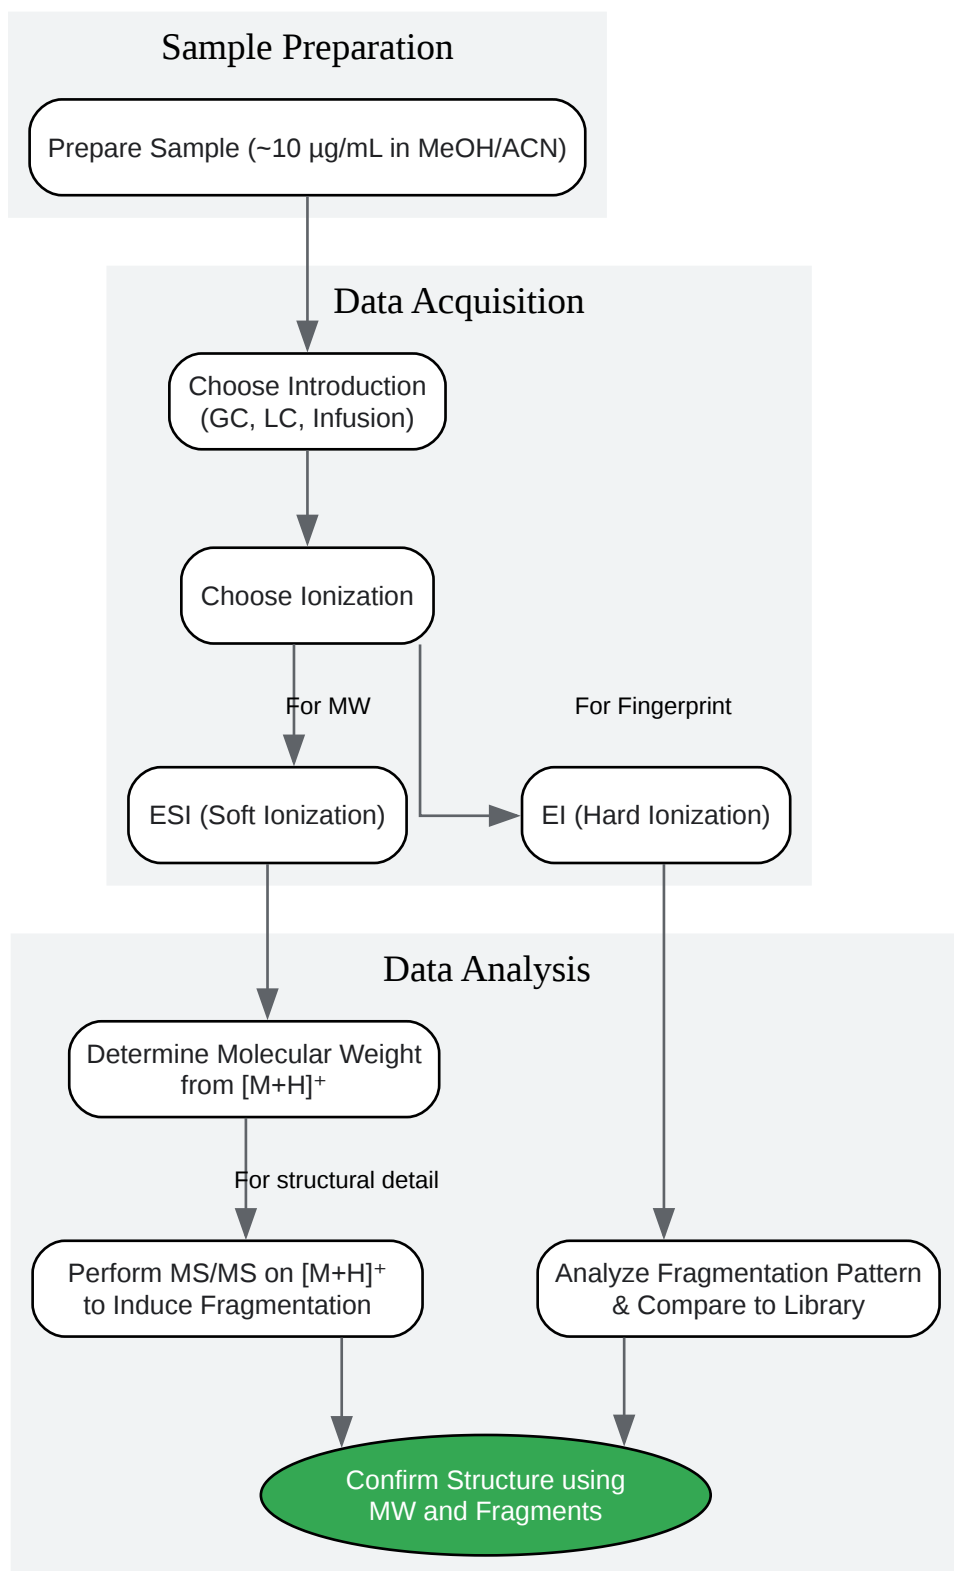 Sample Preparation
Prepare Sample (~10 µg/mL in MeOH/ACN)
Data Acquisition
Choose Introduction
(GC, LC, Infusion)
Choose Ionization
For MW
For Fingerprint
ESI (Soft Ionization)
EI (Hard Ionization)
Data Analysis
Determine Molecular Weight
from [M+H]⁺
For structural detail
Perform MS/MS on [M+H]⁺
to Induce Fragmentation
Analyze Fragmentation Pattern
& Compare to Library
Confirm Structure using
MW and Fragments